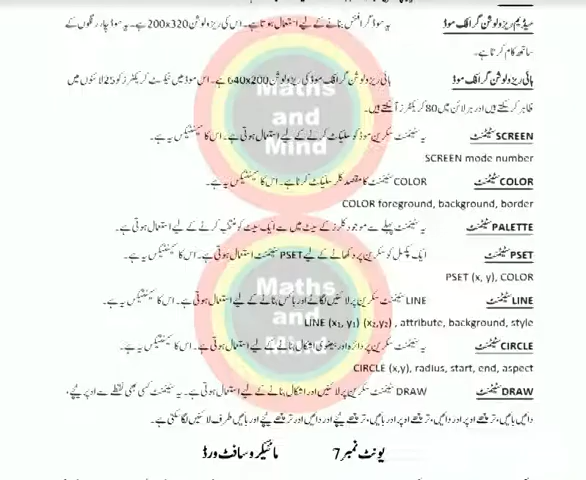 میڈیم ریزولوشن گرافک موڈ یہ موڈ گرافکس بنانے کے لیے استعمال ہوتا ہے۔ اس کی ریزولوشن 200x320 ہے۔ یہ موڈ چار رنگوں کے
ساتھ کام کرتا ہے۔
ہائی ریزولوشن گرافک موڈ ہائی ریزولوشن گرافک موڈ کی ریزولوشن 640x200 ہے۔ اس موڈ میں ٹیکسٹ کریکٹرز کو 25 لائنوں میں
ظاہر کر سکتے ہیں اور ہر لائن میں 80 کریکٹرز آ سکتے ہیں۔
SCREEN سٹیٹمنٹ یہ سٹیٹمنٹ سکرین موڈ کو سلیکٹ کرنے کے لیے استعمال ہوتی ہے۔ اس کا سینٹیکس یہ ہے۔
SCREEN mode number
COLOR سٹیٹمنٹ COLOR سٹیٹمنٹ کا مقصد کلر سلیکٹ کرنا ہے۔ اس کا سینٹیکس یہ ہے۔
COLOR foreground, background, border
PALETTE سٹیٹمنٹ یہ سٹیٹمنٹ پہلے سے موجود کلرز کے سیٹ میں سے ایک سیٹ کو منتخب کرنے کے لیے استعمال ہوتی ہے۔
PSET سٹیٹمنٹ ایک پکسل کو سکرین پر دکھانے کے لیے PSET سٹیٹمنٹ استعمال ہوتی ہے۔ اس کا سینٹیکس یہ ہے۔
PSET (x, y), COLOR
LINE سٹیٹمنٹ LINE سٹیٹمنٹ سکرین پر لائنیں لگانے اور باکس بنانے کے لیے استعمال ہوتی ہے۔ اس کا سینٹیکس یہ ہے۔
LINE (x₁, y₁) (x₂,y₂) , attribute, background, style
CIRCLE سٹیٹمنٹ یہ سٹیٹمنٹ سکرین پر دائرہ اور بیضوی اشکال بنانے کے لیے استعمال ہوتی ہے۔ اس کا سینٹیکس یہ ہے۔
CIRCLE (x,y), radius, start, end, aspect
DRAW سٹیٹمنٹ DRAW سٹیٹمنٹ سکرین پر لائنیں اور اشکال بنانے کے لیے استعمال ہوتی ہے۔ یہ سٹیٹمنٹ کسی بھی نقطے سے اوپر نیچے،
دائیں بائیں، ترچھے اوپر اور دائیں، ترچھے اوپر اور بائیں، ترچھے نیچے اور دائیں اور ترچھے نیچے اور بائیں طرف لائنیں لگا سکتی ہے۔
یونٹ نمبر 7 مائیکروسافٹ ورڈ
Maths
and
Mind
Maths
and
Mind